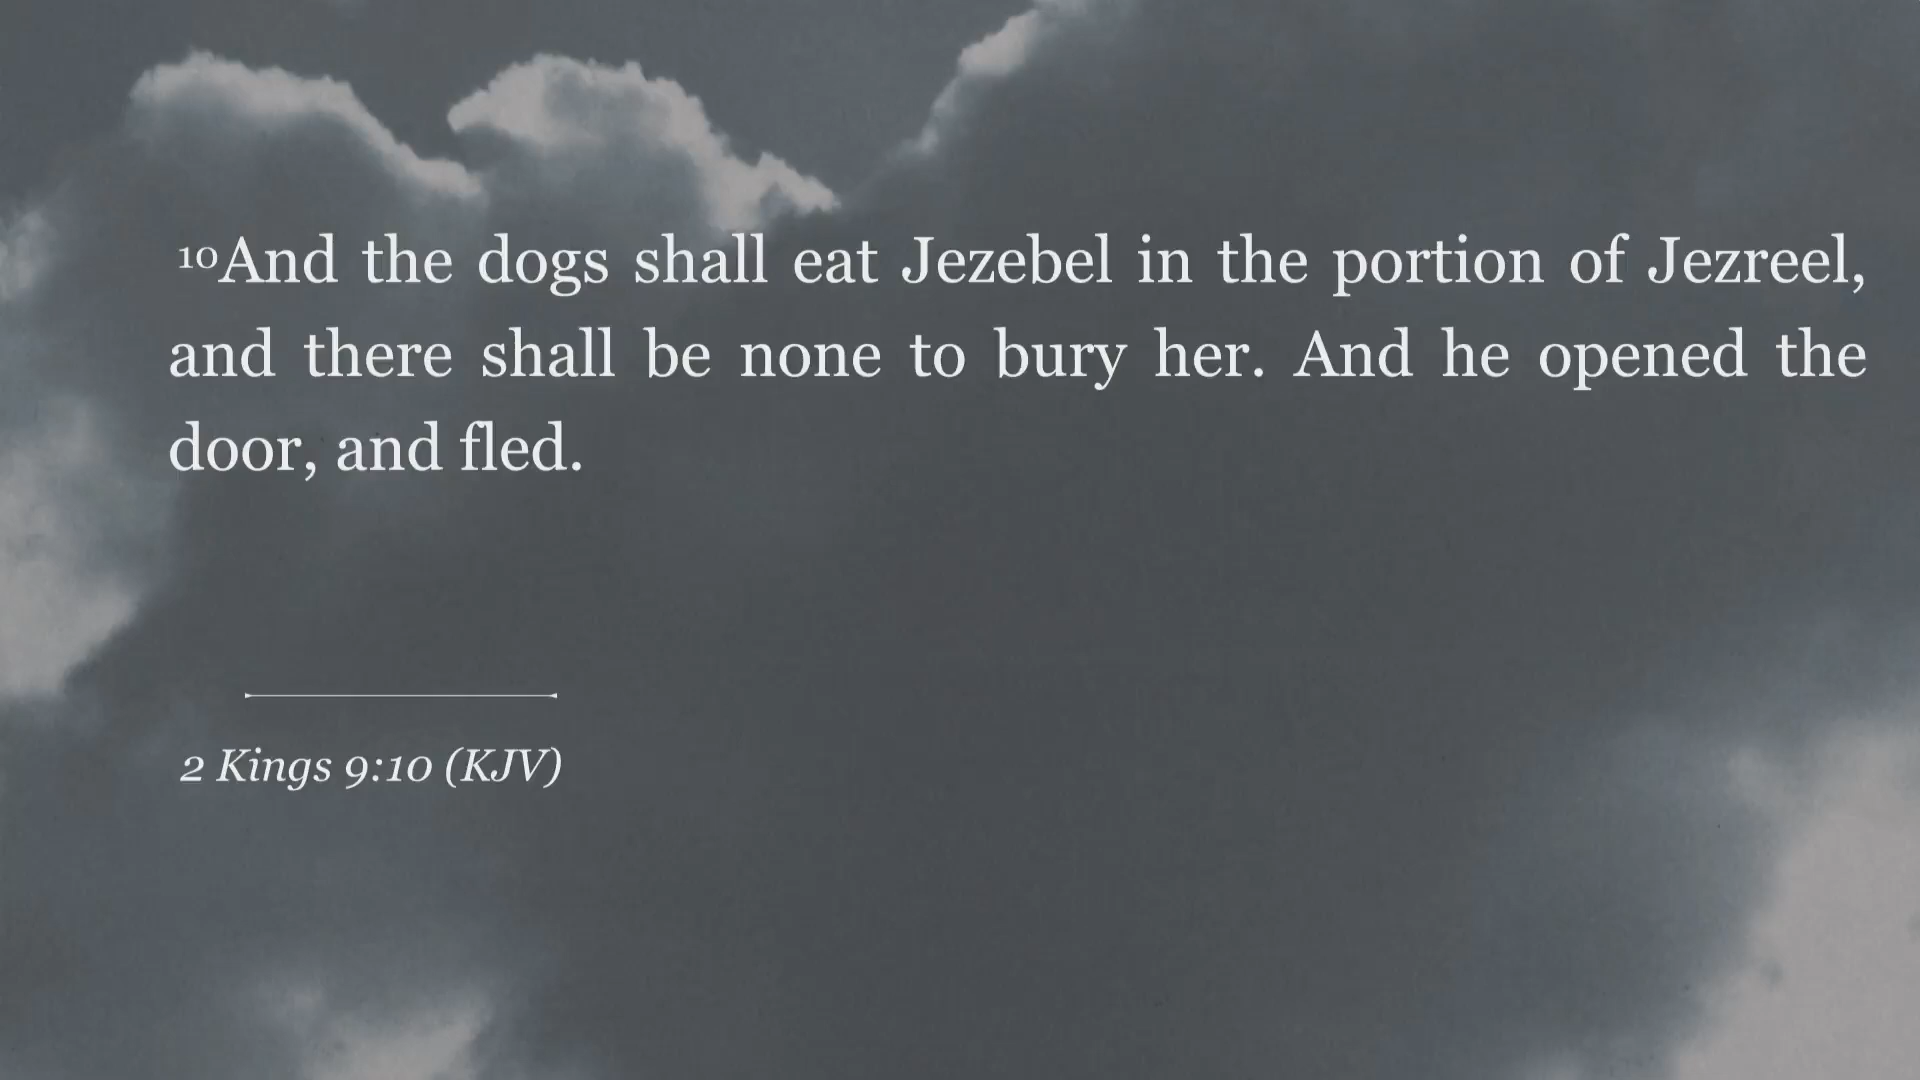 10And the dogs shall eat Jezebel in the portion of Jezreel,
and there shall be none to bury her. And he opened the
door, and fled.
2 Kings 9:10 (KJV)